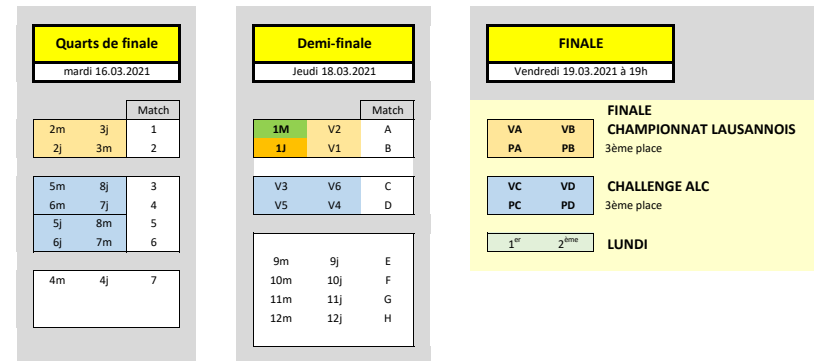 Quarts de finale
mardi 16.03.2021
Match
2m 3j 1
2j 3m 2
5m 8j 3
6m 7j 4
5j 8m 5
6j 7m 6
4m 4j 7
Demi-finale
Jeudi 18.03.2021
Match
1M V2 A
1J V1 B
V3 V6 C
V5 V4 D
9m 9j E
10m 10j F
11m 11j G
12m 12j H
FINALE
Vendredi 19.03.2021 à 19h
FINALE
VA VB CHAMPIONNAT LAUSANNOIS
PA PB 3ème place
VC VD CHALLENGE ALC
PC PD 3ème place
1er 2ème LUNDI